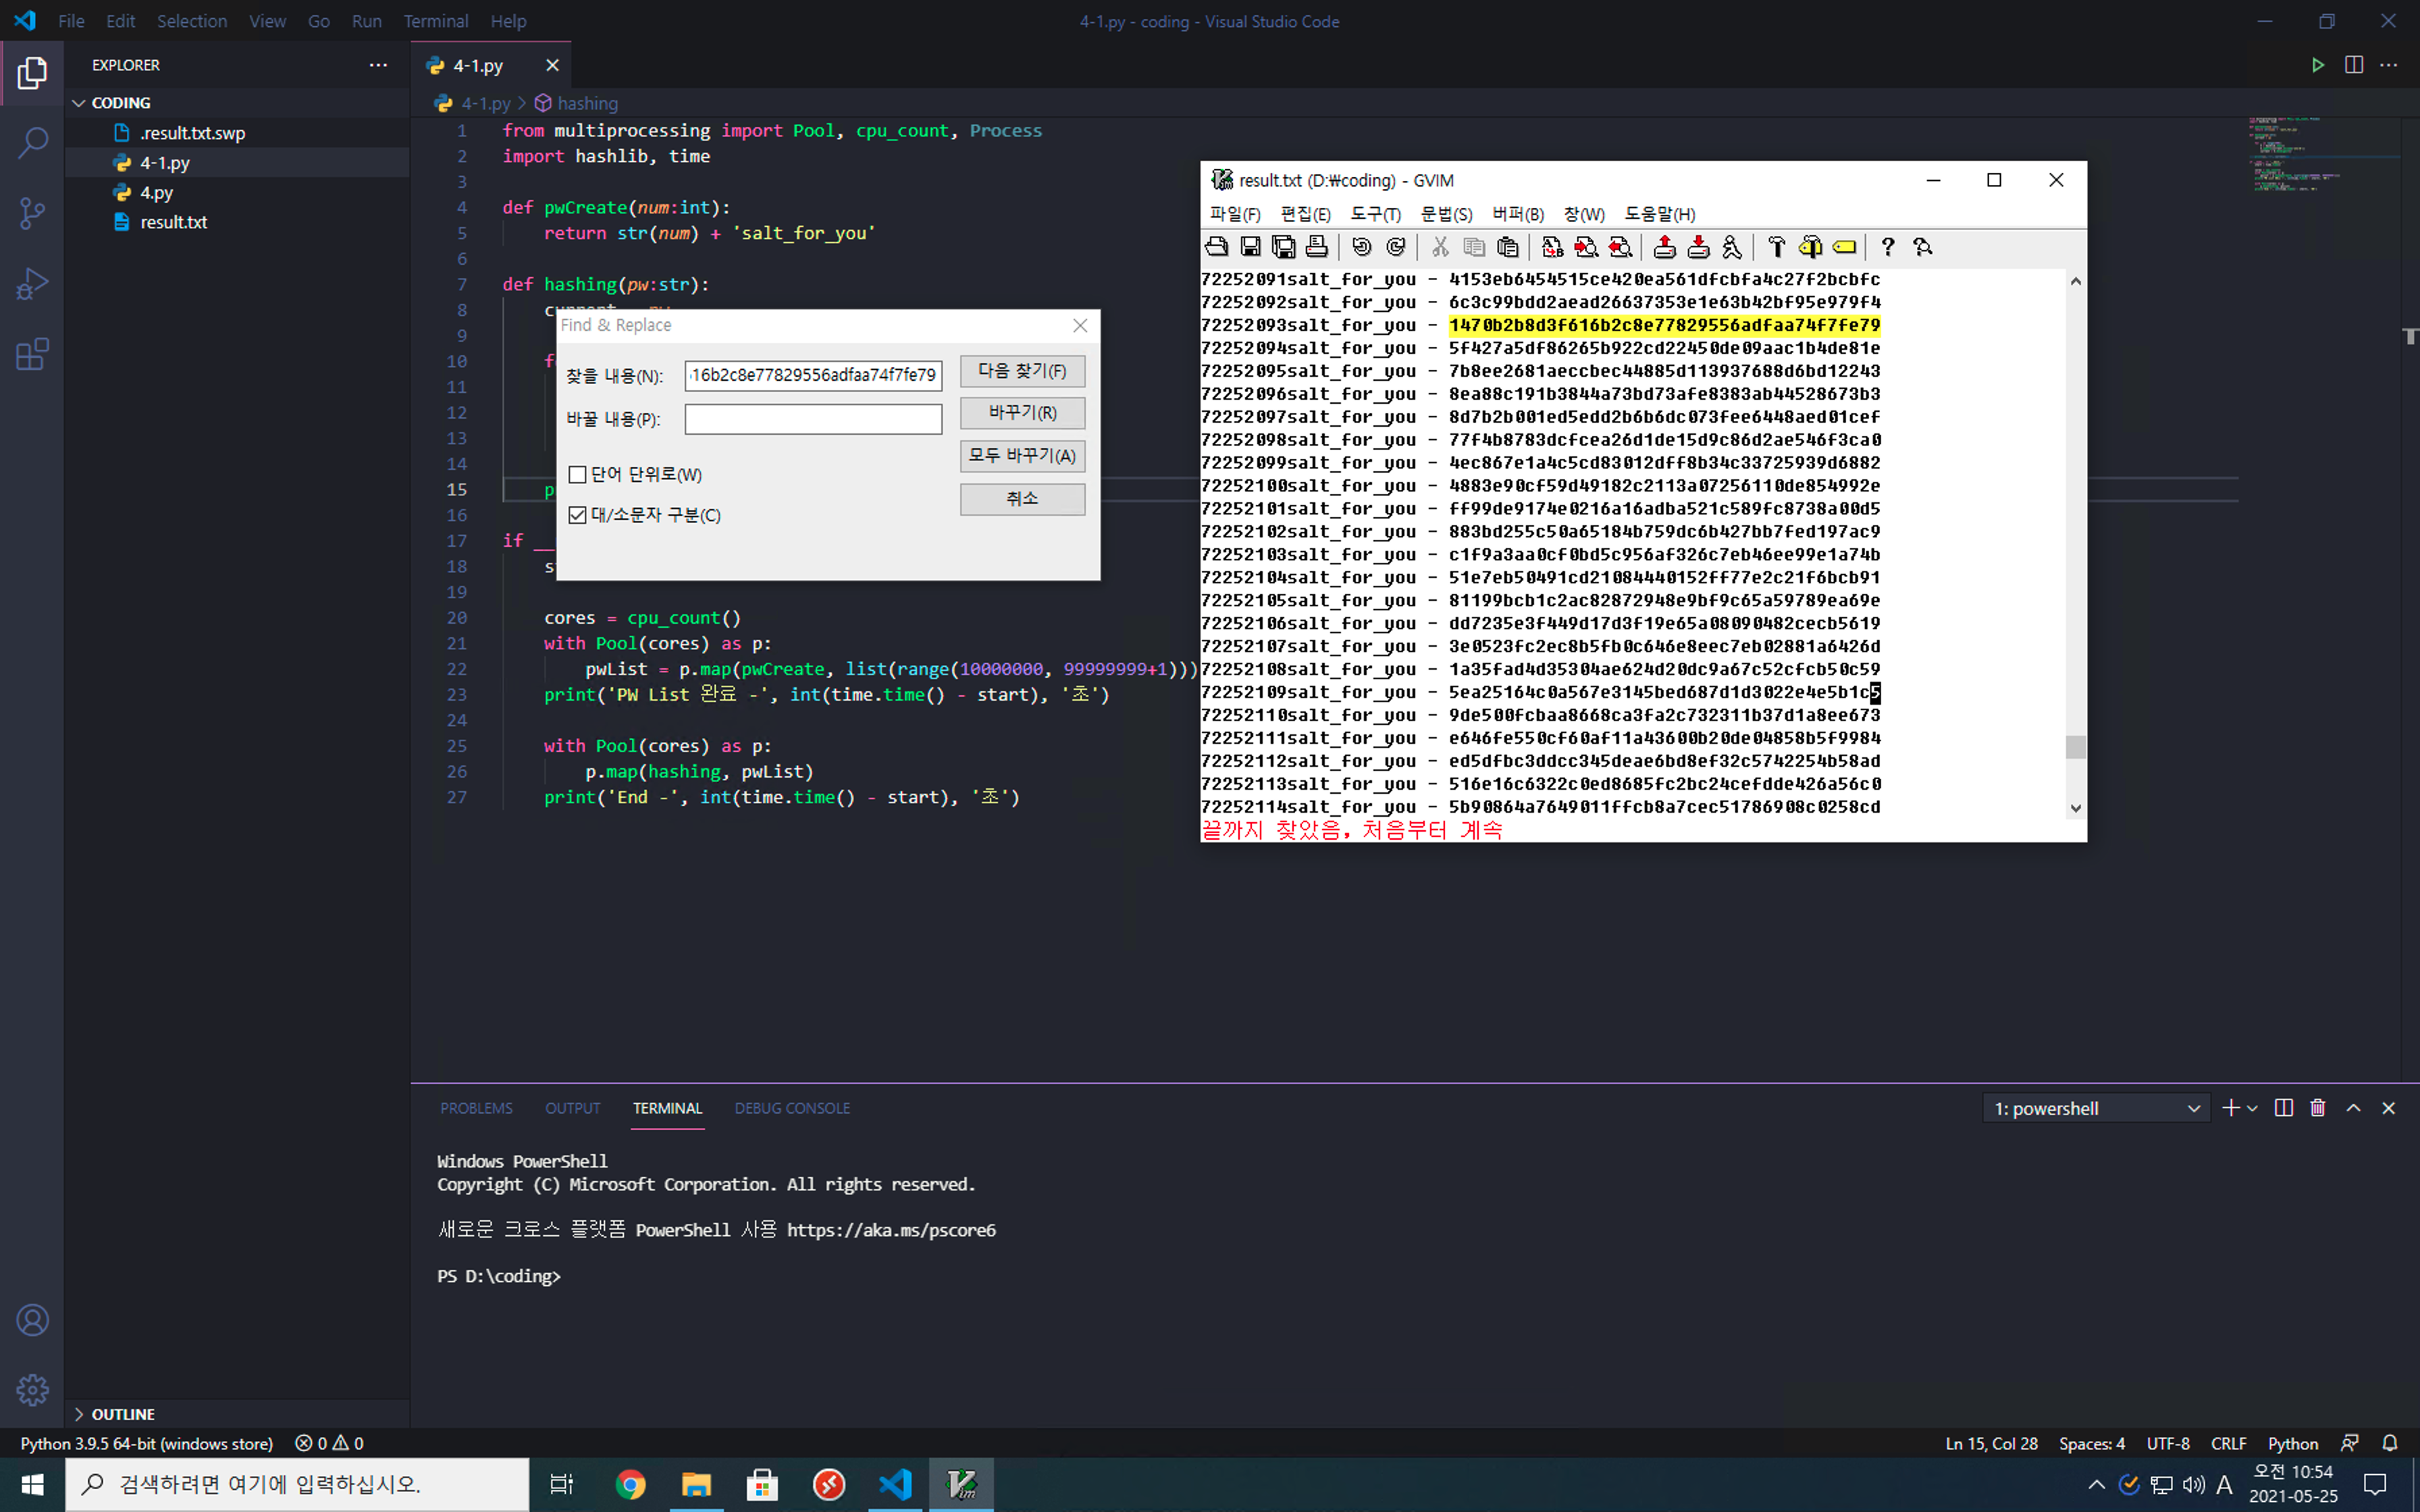 File Edit Selection View Go Run Terminal Help
4-1.py - coding - Visual Studio Code
EXPLORER
CODING
.result.txt.swp
4-1.py
4.py
result.txt
OUTLINE
4-1.py
4-1.py > hashing
1 from multiprocessing import Pool, cpu_count, Process
2 import hashlib, time
3
4 def pwCreate(num:int):
5 return str(num) + 'salt_for_you'
6
7 def hashing(pw:str):
8
9
10
11
12
13
14
15
16
17 if
18
19
20 cores = cpu_count()
21 with Pool(cores) as p:
22 pwList = p.map(pwCreate, list(range(10000000, 99999999+1)))
23 print('PW List 완료 -', int(time.time() - start), '초')
24
25 with Pool(cores) as p:
26 p.map(hashing, pwList)
27 print('End -', int(time.time() - start), '초')
Find & Replace
찾을 내용(N): 16b2c8e77829556adfaa74f7fe79 다음 찾기(F)
바꿀 내용(P): 바꾸기(R)
모두 바꾸기(A)
단어 단위로(W)
취소
대/소문자 구분(C)
result.txt (D:₩coding) - GVIM
파일(F) 편집(E) 도구(T) 문법(S) 버퍼(B) 창(W) 도움말(H)
72252091salt_for_you - 4153eb6454515ce420ea561dfcbfa4c27f2bcbfc
72252092salt_for_you - 6c3c99bdd2aead26637353e1e63b42bf95e979f4
72252093salt_for_you - 1470b2b8d3f616b2c8e77829556adfaa74f7fe79
72252094salt_for_you - 5f427a5df86265b922cd22450de09aac1b4de81e
72252095salt_for_you - 7b8ee2681aeccbec44885d113937688d6bd12243
72252096salt_for_you - 8ea88c191b3844a73bd73afe8383ab44528673b3
72252097salt_for_you - 8d7b2b001ed5edd2b6b6dc073fee6448aed01cef
72252098salt_for_you - 77f4b8783dcfcea26d1de15d9c86d2ae546f3ca0
72252099salt_for_you - 4ec867e1a4c5cd83012dff8b34c33725939d6882
72252100salt_for_you - 4883e90cf59d49182c2113a07256110de854992e
72252101salt_for_you - ff99de9174e0216a16adba521c589fc8738a00d5
72252102salt_for_you - 883bd255c50a65184b759dc6b427bb7fed197ac9
72252103salt_for_you - c1f9a3aa0cf0bd5c956af326c7eb46ee99e1a74b
72252104salt_for_you - 51e7eb50491cd21084440152ff77e2c21f6bcb91
72252105salt_for_you - 81199bcb1c2ac82872948e9bf9c65a59789ea69e
72252106salt_for_you - dd7235e3f449d17d3f19e65a08090482cecb5619
72252107salt_for_you - 3e0523fc2ec8b5fb0c646e8eec7eb02881a6426d
72252108salt_for_you - 1a35fad4d35304ae624d20dc9a67c52cfcb50c59
72252109salt_for_you - 5ea25164c0a567e3145bed687d1d3022e4e5b1c5
72252110salt_for_you - 9de500fcbaa8668ca3fa2c732311b37d1a8ee673
72252111salt_for_you - e646fe550cf60af11a43600b20de04858b5f9984
72252112salt_for_you - ed5dfbc3ddcc345deae6bd8ef32c5742254b58ad
72252113salt_for_you - 516e16c6322c0ed8685fc2bc24cefdde426a56c0
72252114salt_for_you - 5b90864a7649011ffcb8a7cec51786908c0258cd
끝까지 찾았음, 처음부터 계속
PROBLEMS OUTPUT TERMINAL DEBUG CONSOLE
1: powershell
Windows PowerShell
Copyright (C) Microsoft Corporation. All rights reserved.
새로운 크로스 플랫폼 PowerShell 사용 https://aka.ms/pscore6
PS D:\coding>
Python 3.9.5 64-bit (windows store) 0 0
Ln 15, Col 28 Spaces: 4 UTF-8 CRLF Python
검색하려면 여기에 입력하십시오.
A
오전 10:54
2021-05-25